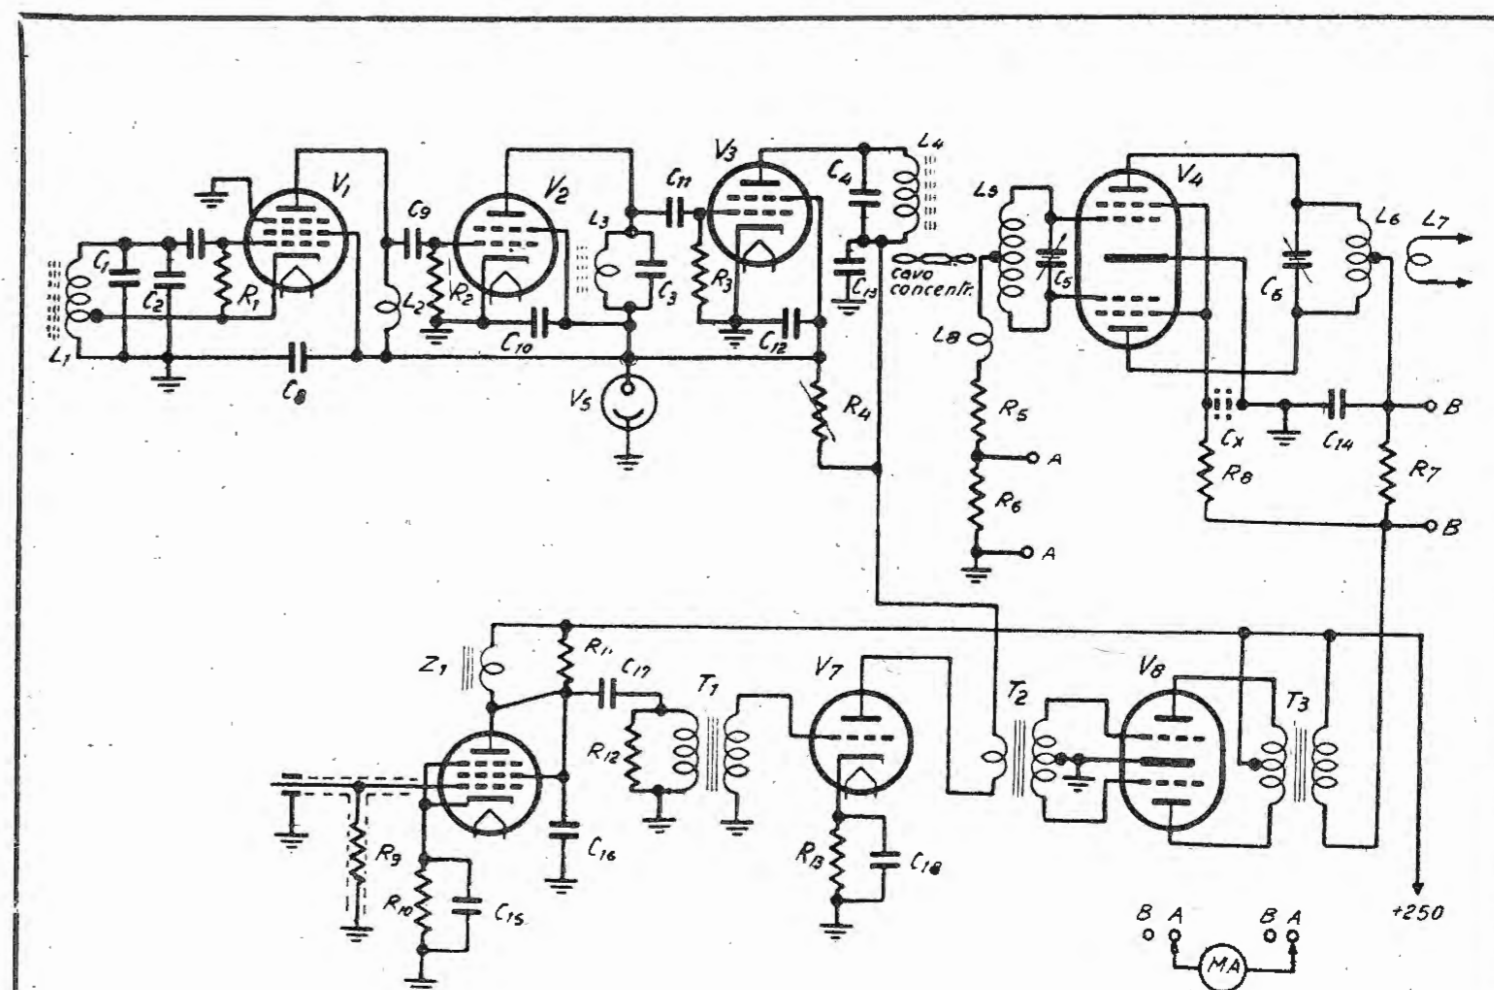 V1
V2
V3
C4
L4
C11
C9
L3
L5
V4
L6
L7
C1
C2
R1
L2
R2
C3
R3
C13
cavo
concentr.
C5
C6
L1
C8
C10
C12
L8
V5
R4
R5
A
R6
A
Cx
C14
B
R8
R7
B
Z1
R11
C17
T1
V7
T2
V8
T3
R12
R9
C16
R13
C18
R10
C15
+250
B A B A
MA